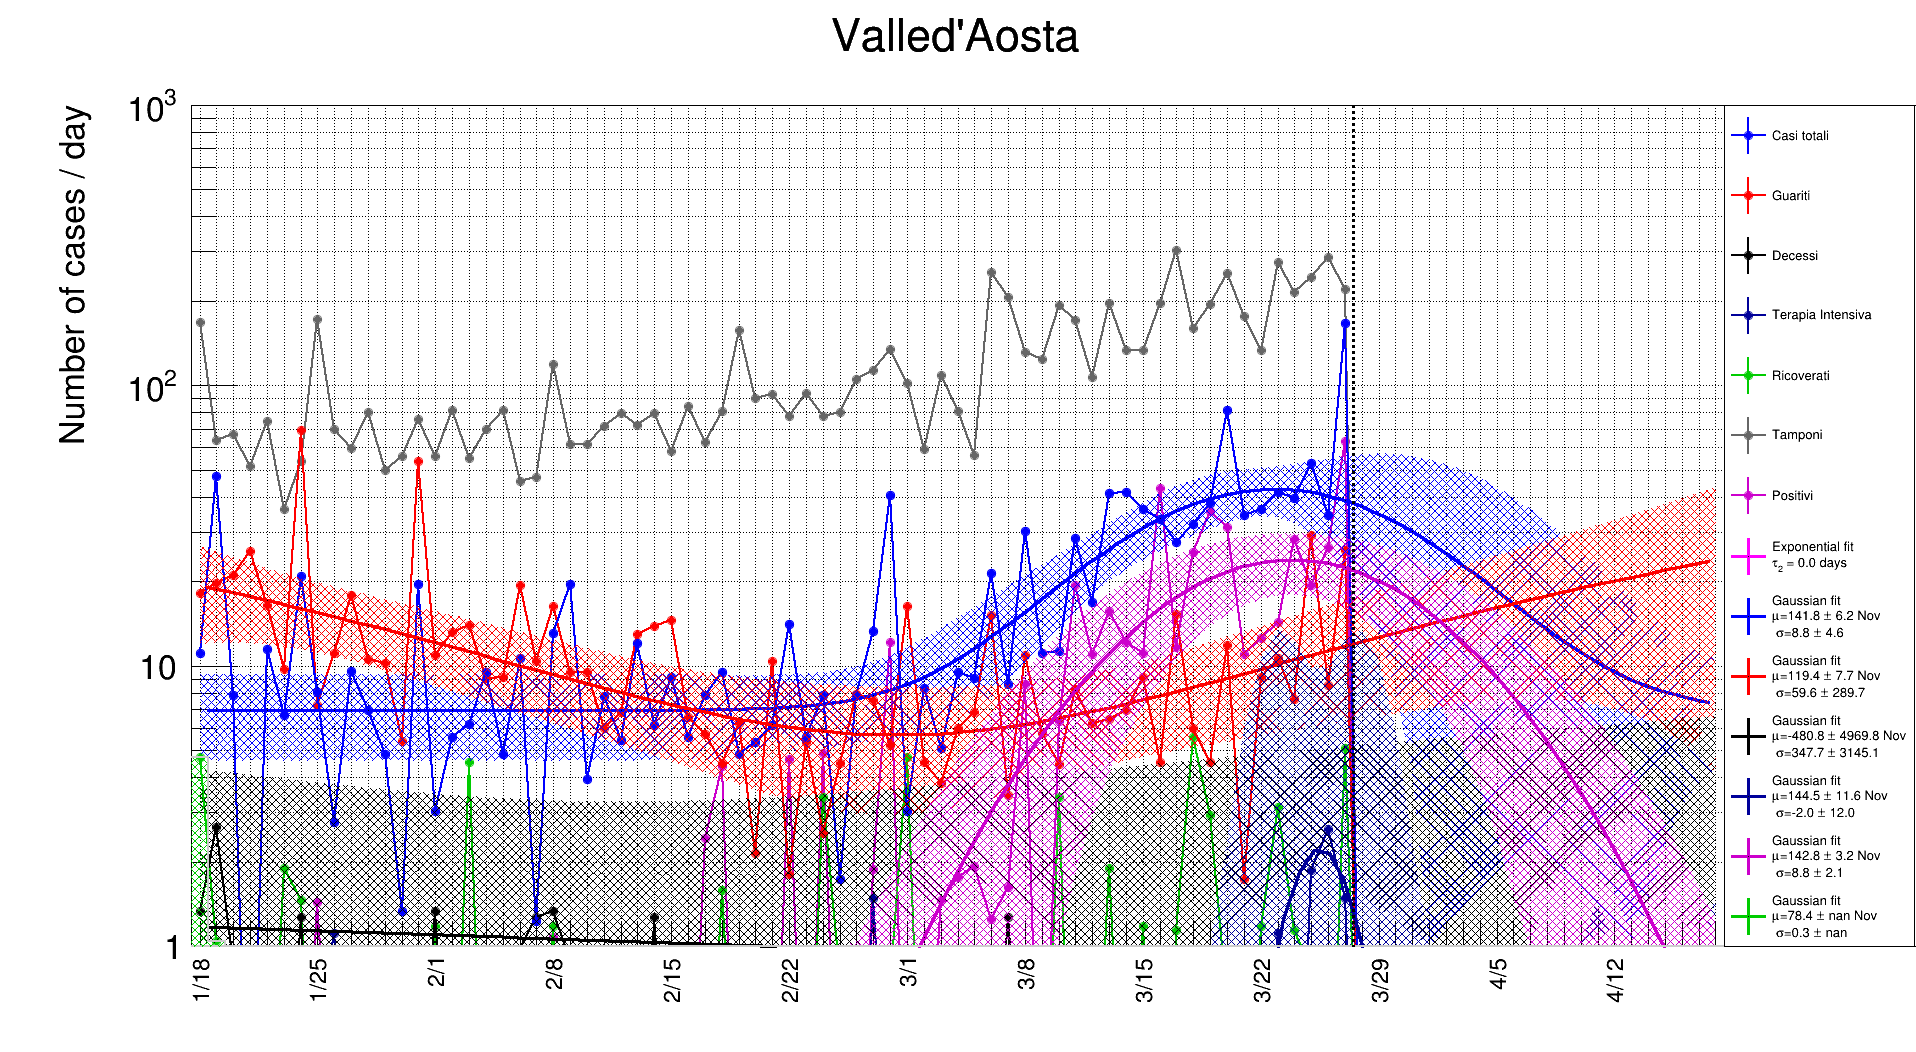 Valled'Aosta
Number of cases / day
10³
10²
10
1
1/18
1/25
2/1
2/8
2/15
2/22
3/1
3/8
3/15
3/22
3/29
4/5
4/12
Casi totali
Guariti
Decessi
Terapia Intensiva
Ricoverati
Tamponi
Positivi
Exponential fit
τ₂ = 0.0 days
Gaussian fit
μ=141.8 ± 6.2 Nov
σ=8.8 ± 4.6
Gaussian fit
μ=119.4 ± 7.7 Nov
σ=59.6 ± 289.7
Gaussian fit
μ=-480.8 ± 4969.8 Nov
σ=347.7 ± 3145.1
Gaussian fit
μ=144.5 ± 11.6 Nov
σ=-2.0 ± 12.0
Gaussian fit
μ=142.8 ± 3.2 Nov
σ=8.8 ± 2.1
Gaussian fit
μ=78.4 ± nan Nov
σ=0.3 ± nan